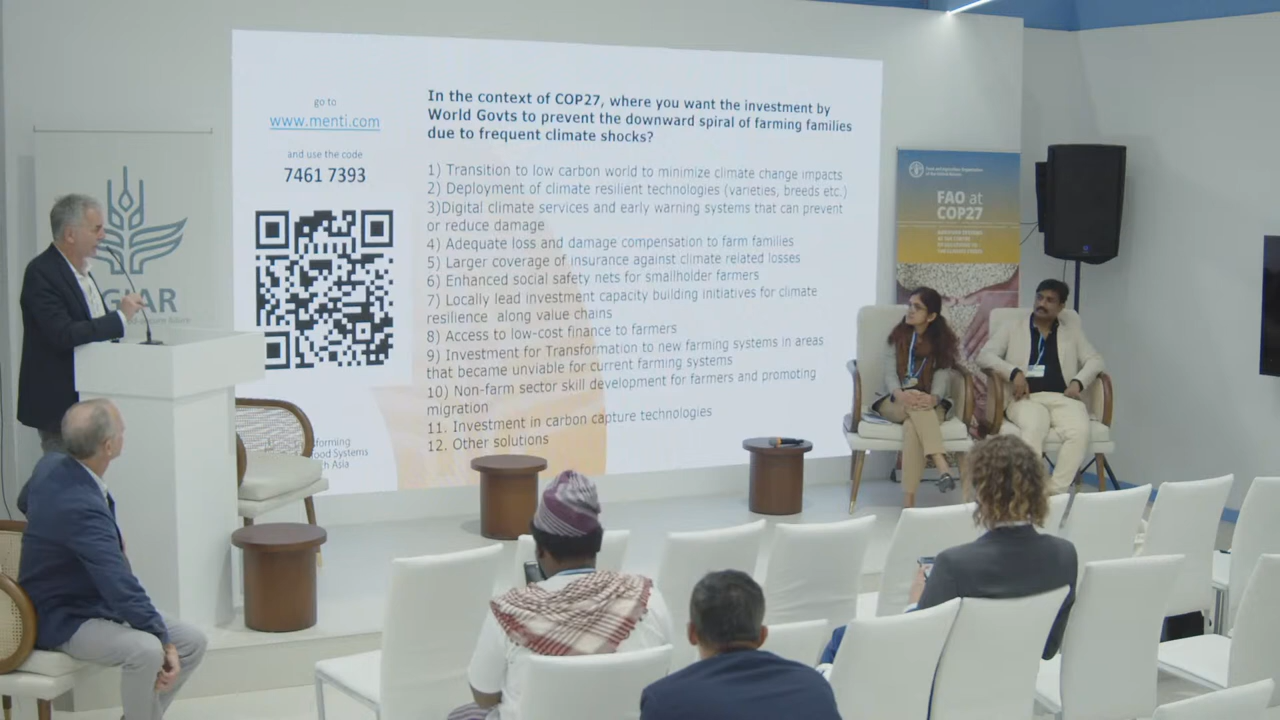 go to
www.menti.com
and use the code
7461 7393
In the context of COP27, where you want the investment by
World Govts to prevent the downward spiral of farming families
due to frequent climate shocks?
1) Transition to low carbon world to minimize climate change impacts
2) Deployment of climate resilient technologies (varieties, breeds etc.)
3)Digital climate services and early warning systems that can prevent
or reduce damage
4) Adequate loss and damage compensation to farm families
5) Larger coverage of insurance against climate related losses
6) Enhanced social safety nets for smallholder farmers
7) Locally lead investment capacity building initiatives for climate
resilience along value chains
8) Access to low-cost finance to farmers
9) Investment for Transformation to new farming systems in areas
that became unviable for current farming systems
10) Non-farm sector skill development for farmers and promoting
migration
11. Investment in carbon capture technologies
12. Other solutions
FAO at
COP27